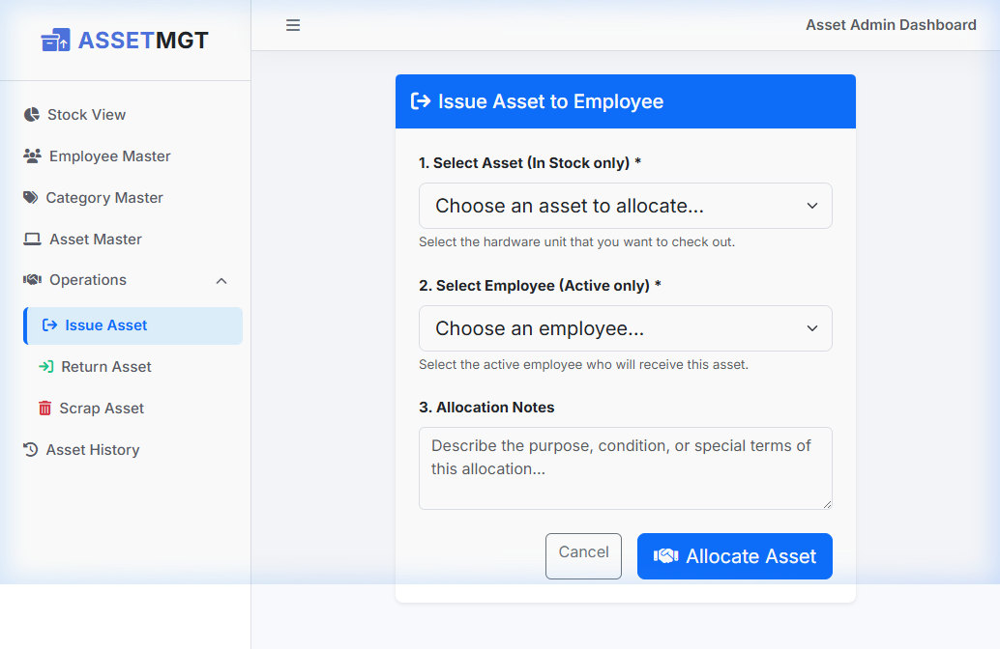 ASSETMGT
Asset Admin Dashboard
Stock View
Employee Master
Category Master
Asset Master
Operations
Issue Asset
Return Asset
Scrap Asset
Asset History
Issue Asset to Employee
1. Select Asset (In Stock only) *
Choose an asset to allocate...
Select the hardware unit that you want to check out.
2. Select Employee (Active only) *
Choose an employee...
Select the active employee who will receive this asset.
3. Allocation Notes
Describe the purpose, condition, or special terms of
this allocation...
Cancel
Allocate Asset